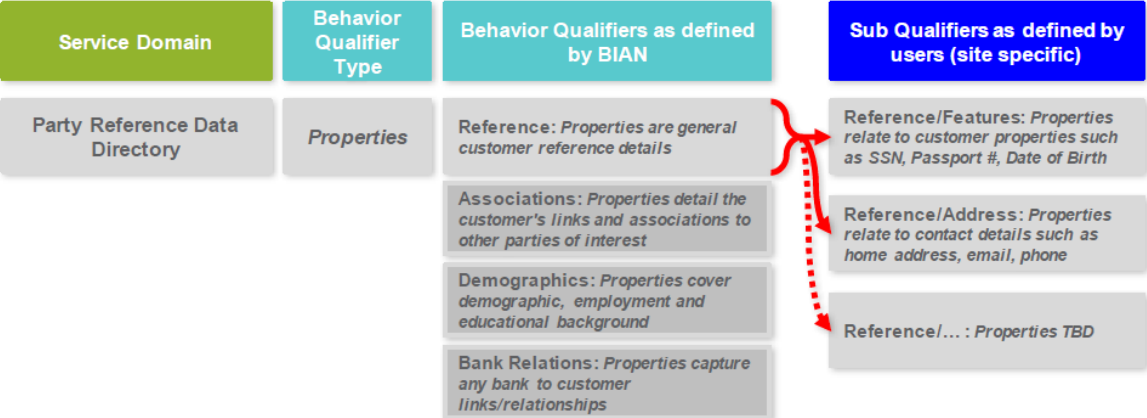 Service Domain
Behavior
Qualifier
Type
Behavior Qualifiers as defined
by BIAN
Sub Qualifiers as defined by
users (site specific)
Party Reference Data
Directory
Properties
Reference: Properties are general
customer reference details
Associations: Properties detail the
customer's links and associations to
other parties of interest
Demographics: Properties cover
demographic, employment and
educational background
Bank Relations: Properties capture
any bank to customer
links/relationships
Reference/Features: Properties
relate to customer properties such
as SSN, Passport #, Date of Birth
Reference/Address: Properties
relate to contact details such as
home address, email, phone
Reference/... : Properties TBD